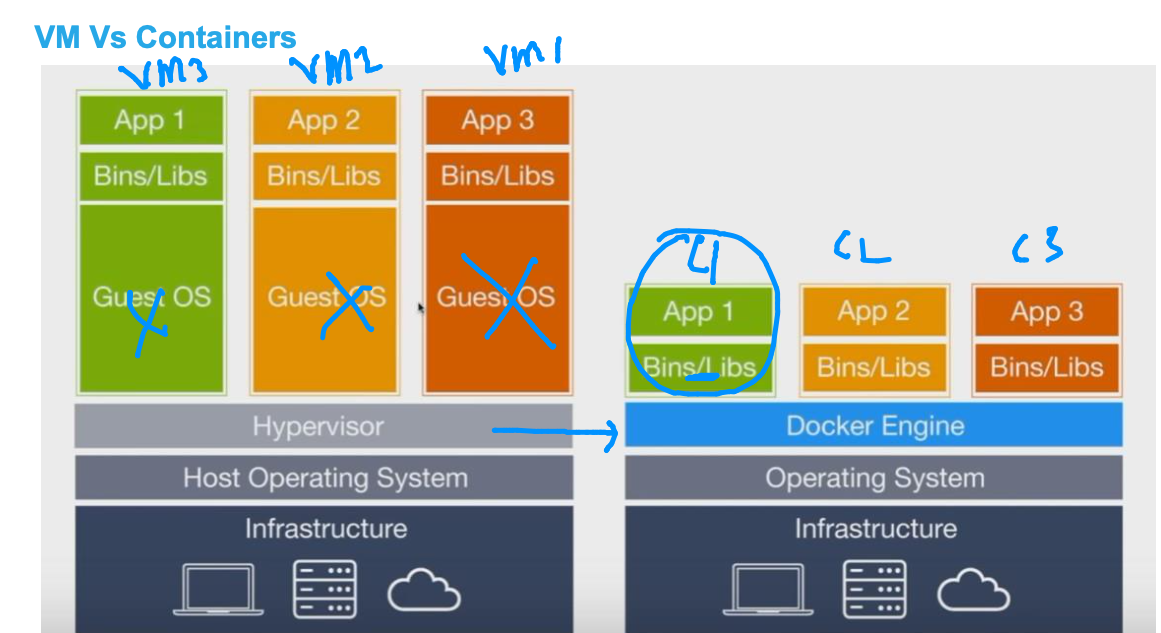 VM Vs Containers
VM3 VM2 VM1
App 1 App 2 App 3
Bins/Libs Bins/Libs Bins/Libs
Guest OS Guest OS Guest OS
Hypervisor
Host Operating System
Infrastructure
C1 C2 C3
App 1 App 2 App 3
Bins/Libs Bins/Libs Bins/Libs
Docker Engine
Operating System
Infrastructure